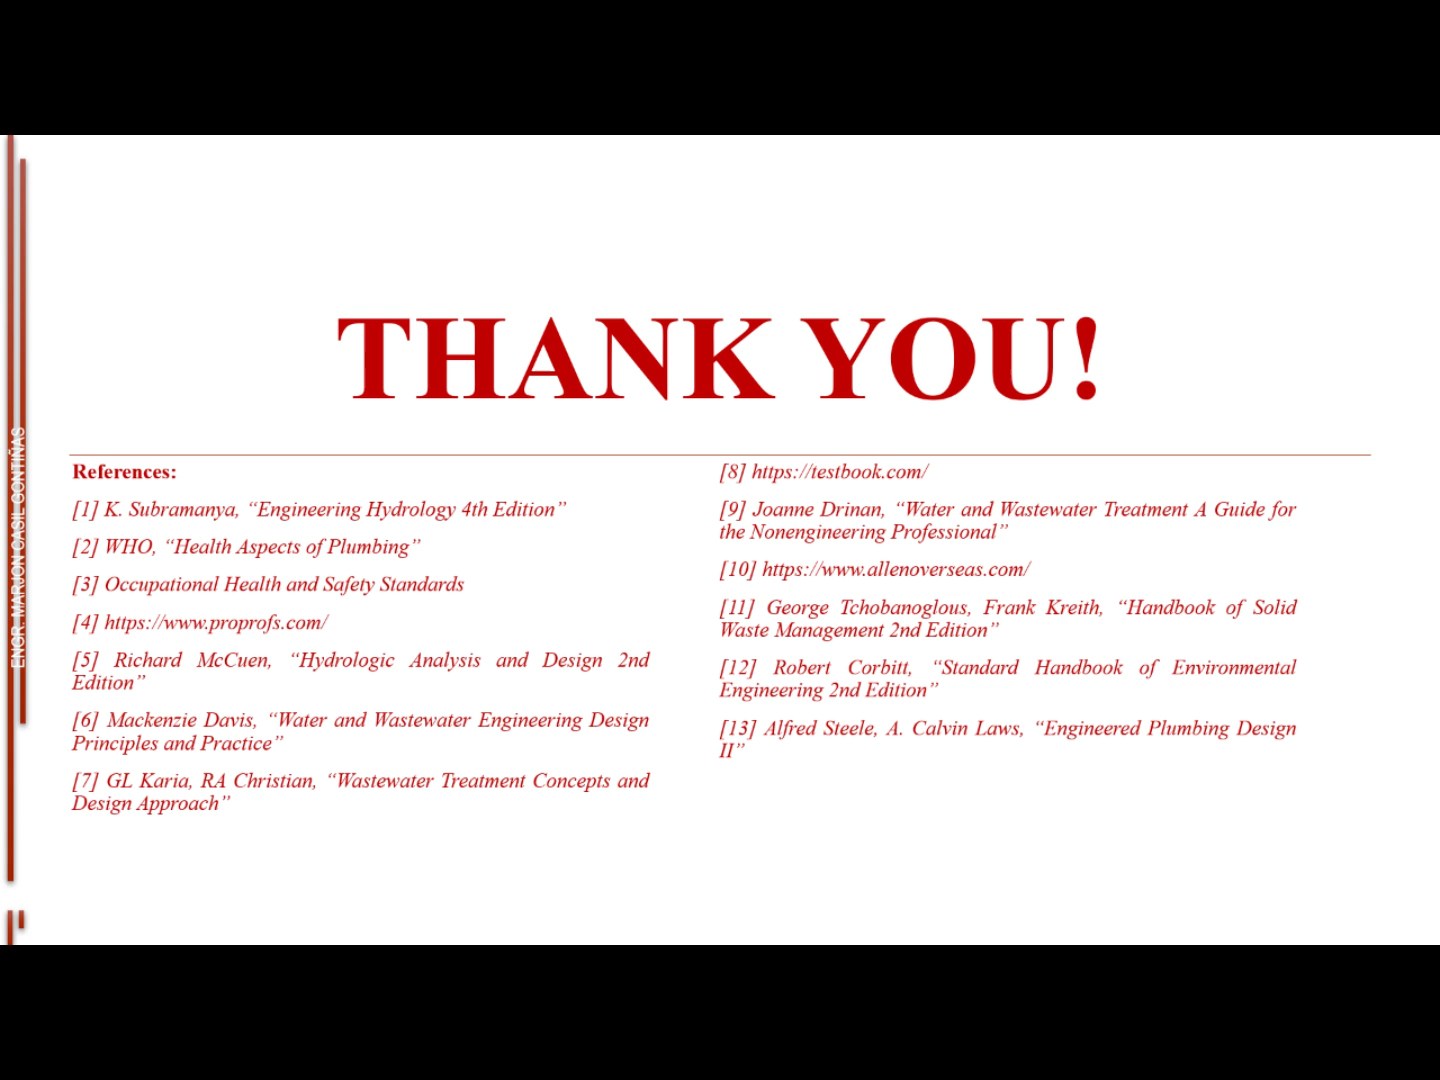 THANK YOU!
ENGR. MARJON CASIL GONTIÑAS
References:
[1] K. Subramanya, “Engineering Hydrology 4th Edition”
[2] WHO, “Health Aspects of Plumbing”
[3] Occupational Health and Safety Standards
[4] https://www.proprofs.com/
[5] Richard McCuen, “Hydrologic Analysis and Design 2nd
Edition”
[6] Mackenzie Davis, “Water and Wastewater Engineering Design
Principles and Practice”
[7] GL Karia, RA Christian, “Wastewater Treatment Concepts and
Design Approach”
[8] https://testbook.com/
[9] Joanne Drinan, “Water and Wastewater Treatment A Guide for
the Nonengineering Professional”
[10] https://www.allenoverseas.com/
[11] George Tchobanoglous, Frank Kreith, “Handbook of Solid
Waste Management 2nd Edition”
[12] Robert Corbitt, “Standard Handbook of Environmental
Engineering 2nd Edition”
[13] Alfred Steele, A. Calvin Laws, “Engineered Plumbing Design
II”